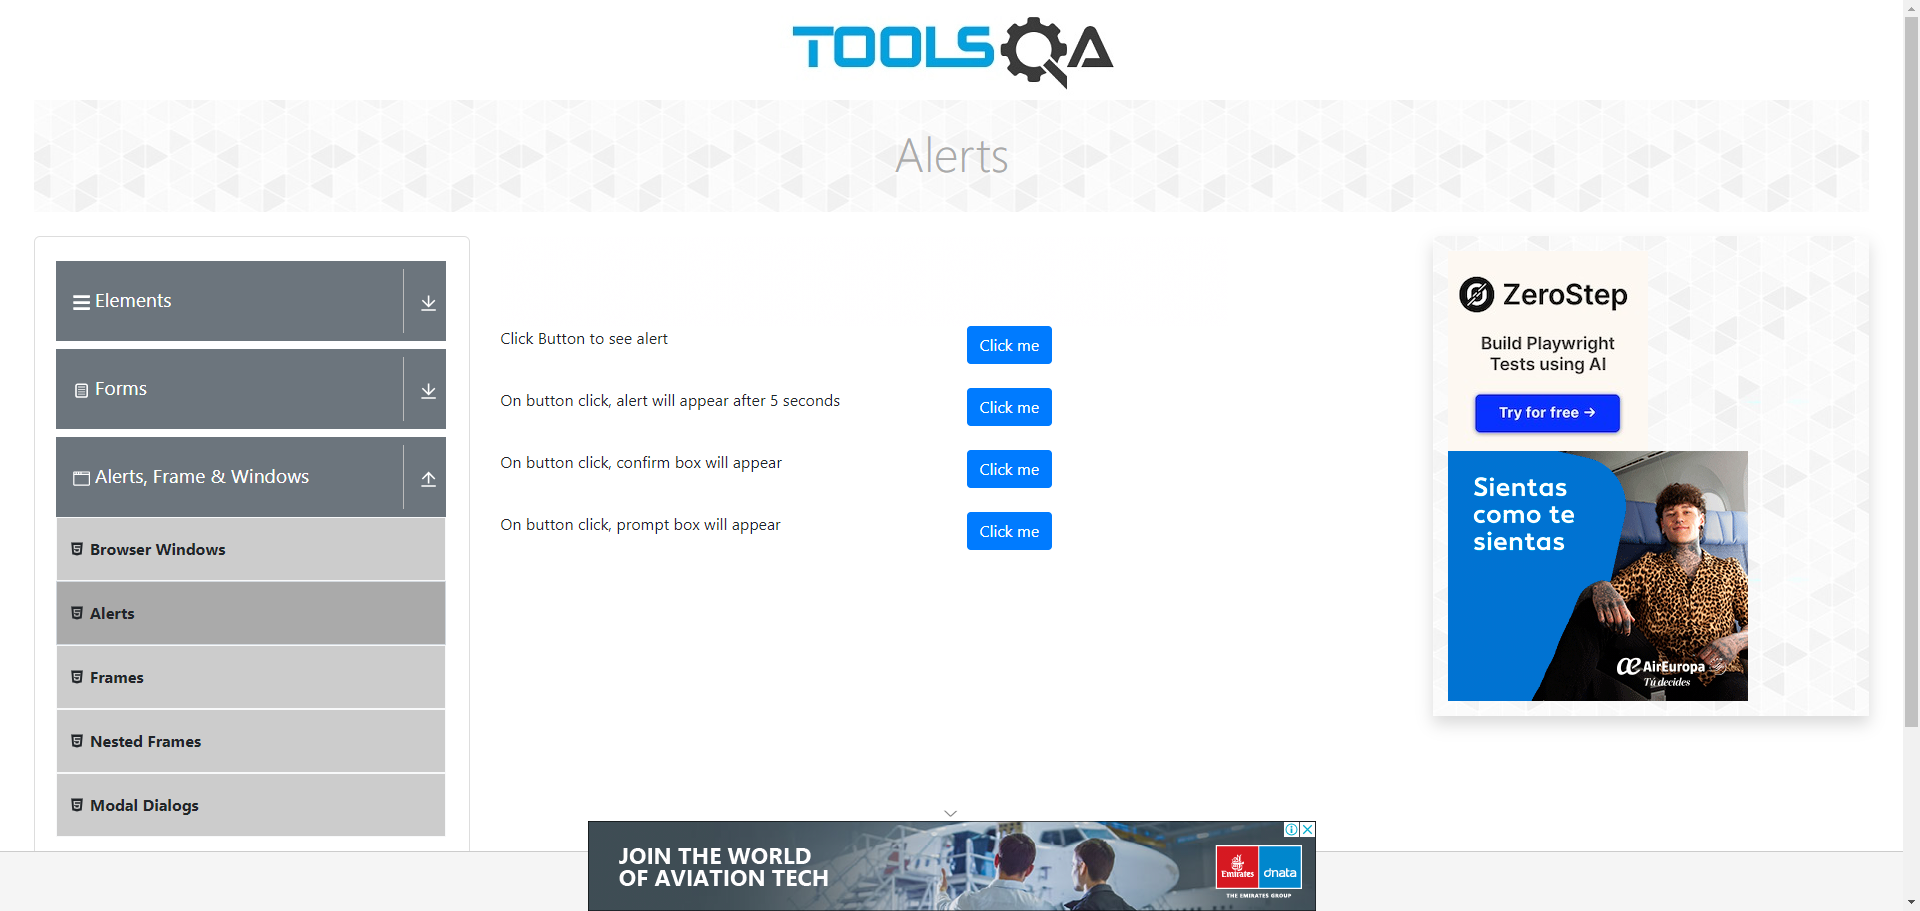 TOOLSQA
Alerts
Elements
Forms
Alerts, Frame & Windows
Browser Windows
Alerts
Frames
Nested Frames
Modal Dialogs
Click Button to see alert
Click me
On button click, alert will appear after 5 seconds
Click me
On button click, confirm box will appear
Click me
On button click, prompt box will appear
Click me
ZeroStep
Build Playwright
Tests using AI
Try for free →
Sientas
como te
sientas
AirEuropa
Tú decides
JOIN THE WORLD
OF AVIATION TECH
Emirates
dnata
THE EMIRATES GROUP